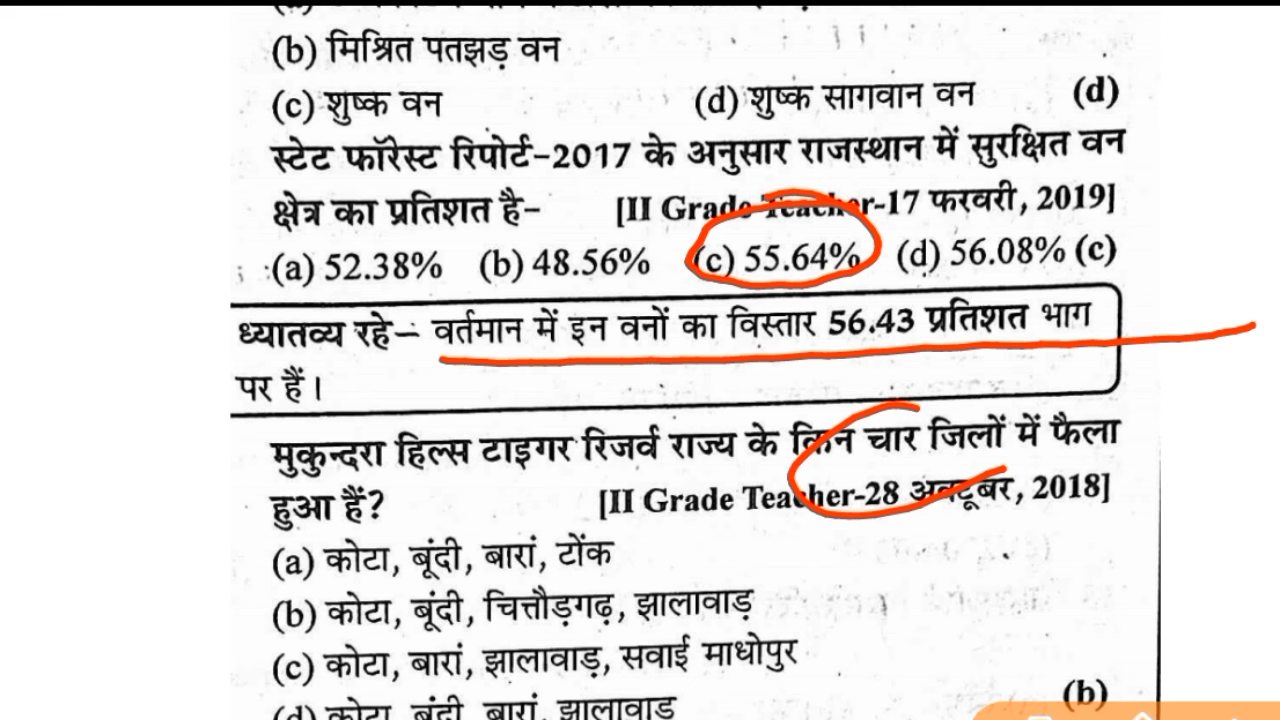 (b) मिश्रित पतझड़ वन
(c) शुष्क वन (d) शुष्क सागवान वन (d)
स्टेट फॉरेस्ट रिपोर्ट-2017 के अनुसार राजस्थान में सुरक्षित वन
क्षेत्र का प्रतिशत है- [II Grade Teacher-17 फरवरी, 2019]
(a) 52.38% (b) 48.56% (c) 55.64% (d) 56.08% (c)
ध्यातव्य रहे– वर्तमान में इन वनों का विस्तार 56.43 प्रतिशत भाग
पर हैं।
मुकुन्दरा हिल्स टाइगर रिजर्व राज्य के किन चार जिलों में फैला
हुआ हैं? [II Grade Teacher-28 अक्टूबर, 2018]
(a) कोटा, बूंदी, बारां, टोंक
(b) कोटा, बूंदी, चित्तौड़गढ़, झालावाड़
(c) कोटा, बारां, झालावाड़, सवाई माधोपुर
(d) कोटा, बूंदी, बारां, झालावाड़ (b)